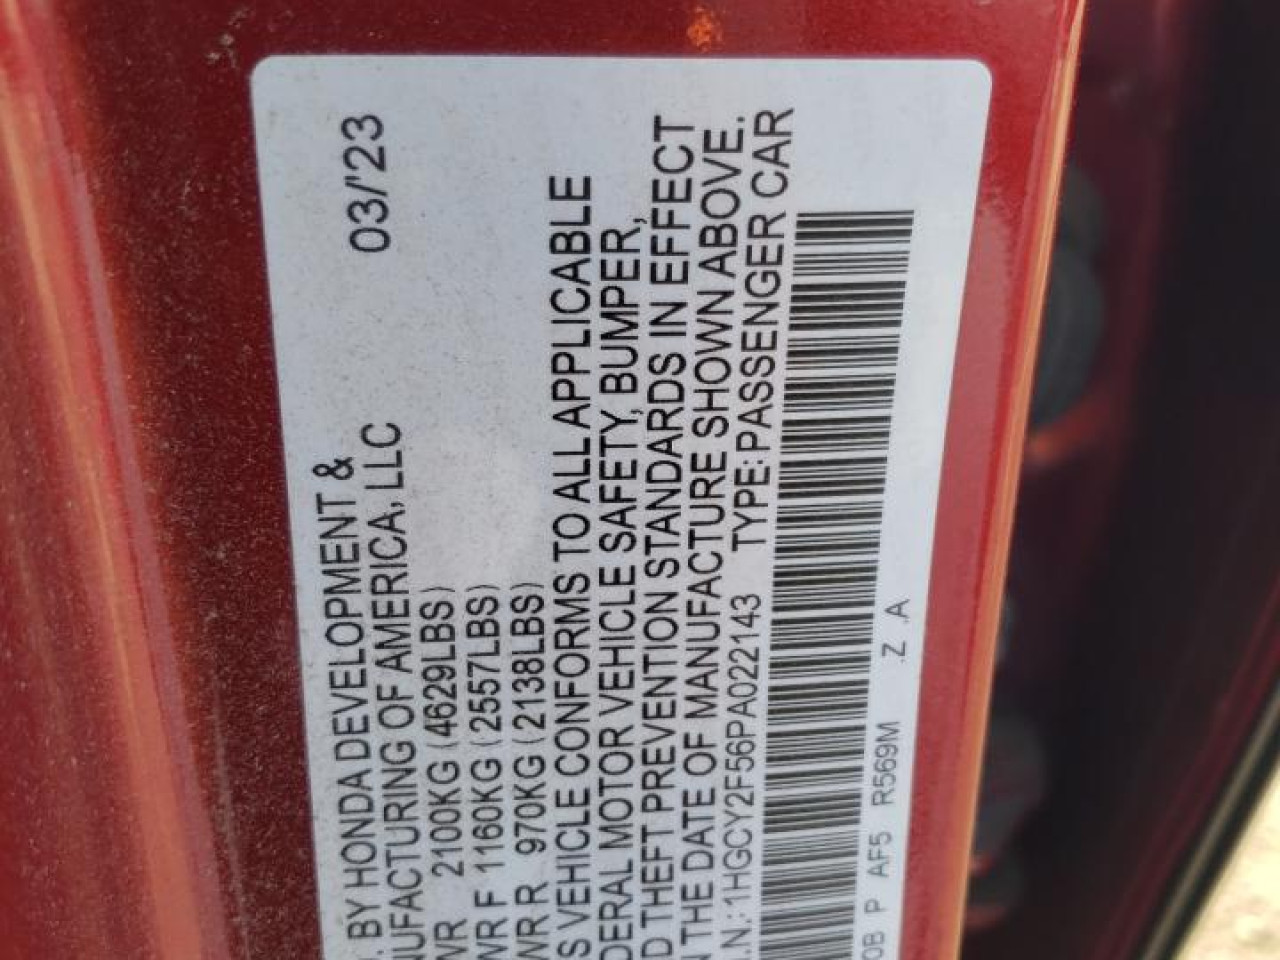 . BY HONDA DEVELOPMENT &
NUFACTURING OF AMERICA, LLC 03/'23
WR 2100KG (4629LBS)
WR F 1160KG (2557LBS)
WR R 970KG (2138LBS)
S VEHICLE CONFORMS TO ALL APPLICABLE
DERAL MOTOR VEHICLE SAFETY, BUMPER,
D THEFT PREVENTION STANDARDS IN EFFECT
N THE DATE OF MANUFACTURE SHOWN ABOVE.
.I.N.: 1HGCY2F56PA022143 TYPE: PASSENGER CAR
0B P AF5 R569M .Z .A